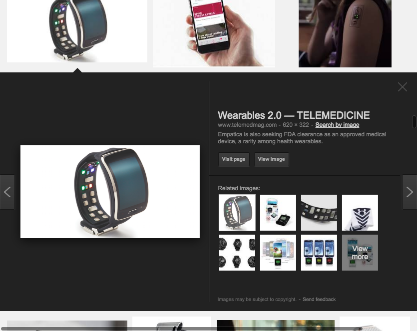 Wearables 2.0 — TELEMEDICINE
www.telemedmag.com - 620 × 322 - Search by image
Empatica is also seeking FDA clearance as an approved medical
device, a rarity among health wearables.
Visit page View image
Related images:
View
more
Images may be subject to copyright. - Send feedback